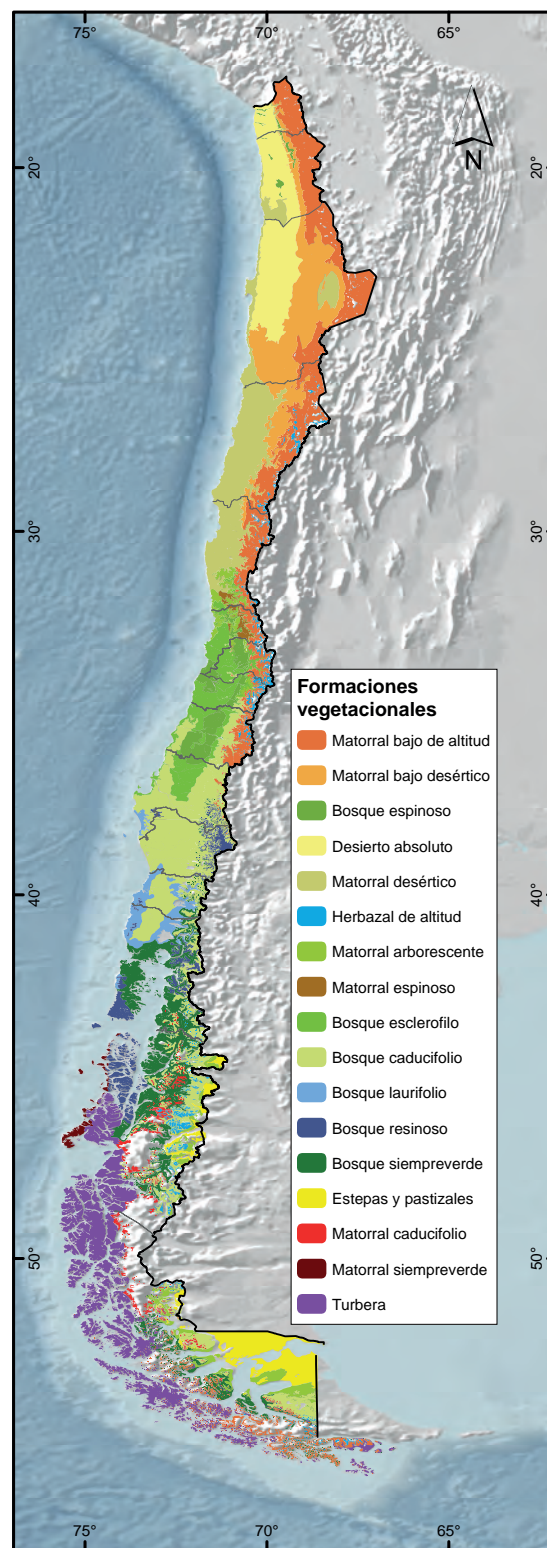 75°
70°
65°
N
20°
20°
30°
30°
Formaciones
vegetacionales
Matorral bajo de altitud
Matorral bajo desértico
Bosque espinoso
Desierto absoluto
Matorral desértico
Herbazal de altitud
Matorral arborescente
Matorral espinoso
Bosque esclerofilo
Bosque caducifolio
Bosque laurifolio
Bosque resinoso
Bosque siempreverde
Estepas y pastizales
Matorral caducifolio
Matorral siempreverde
Turbera
40°
40°
50°
50°
75°
70°
65°